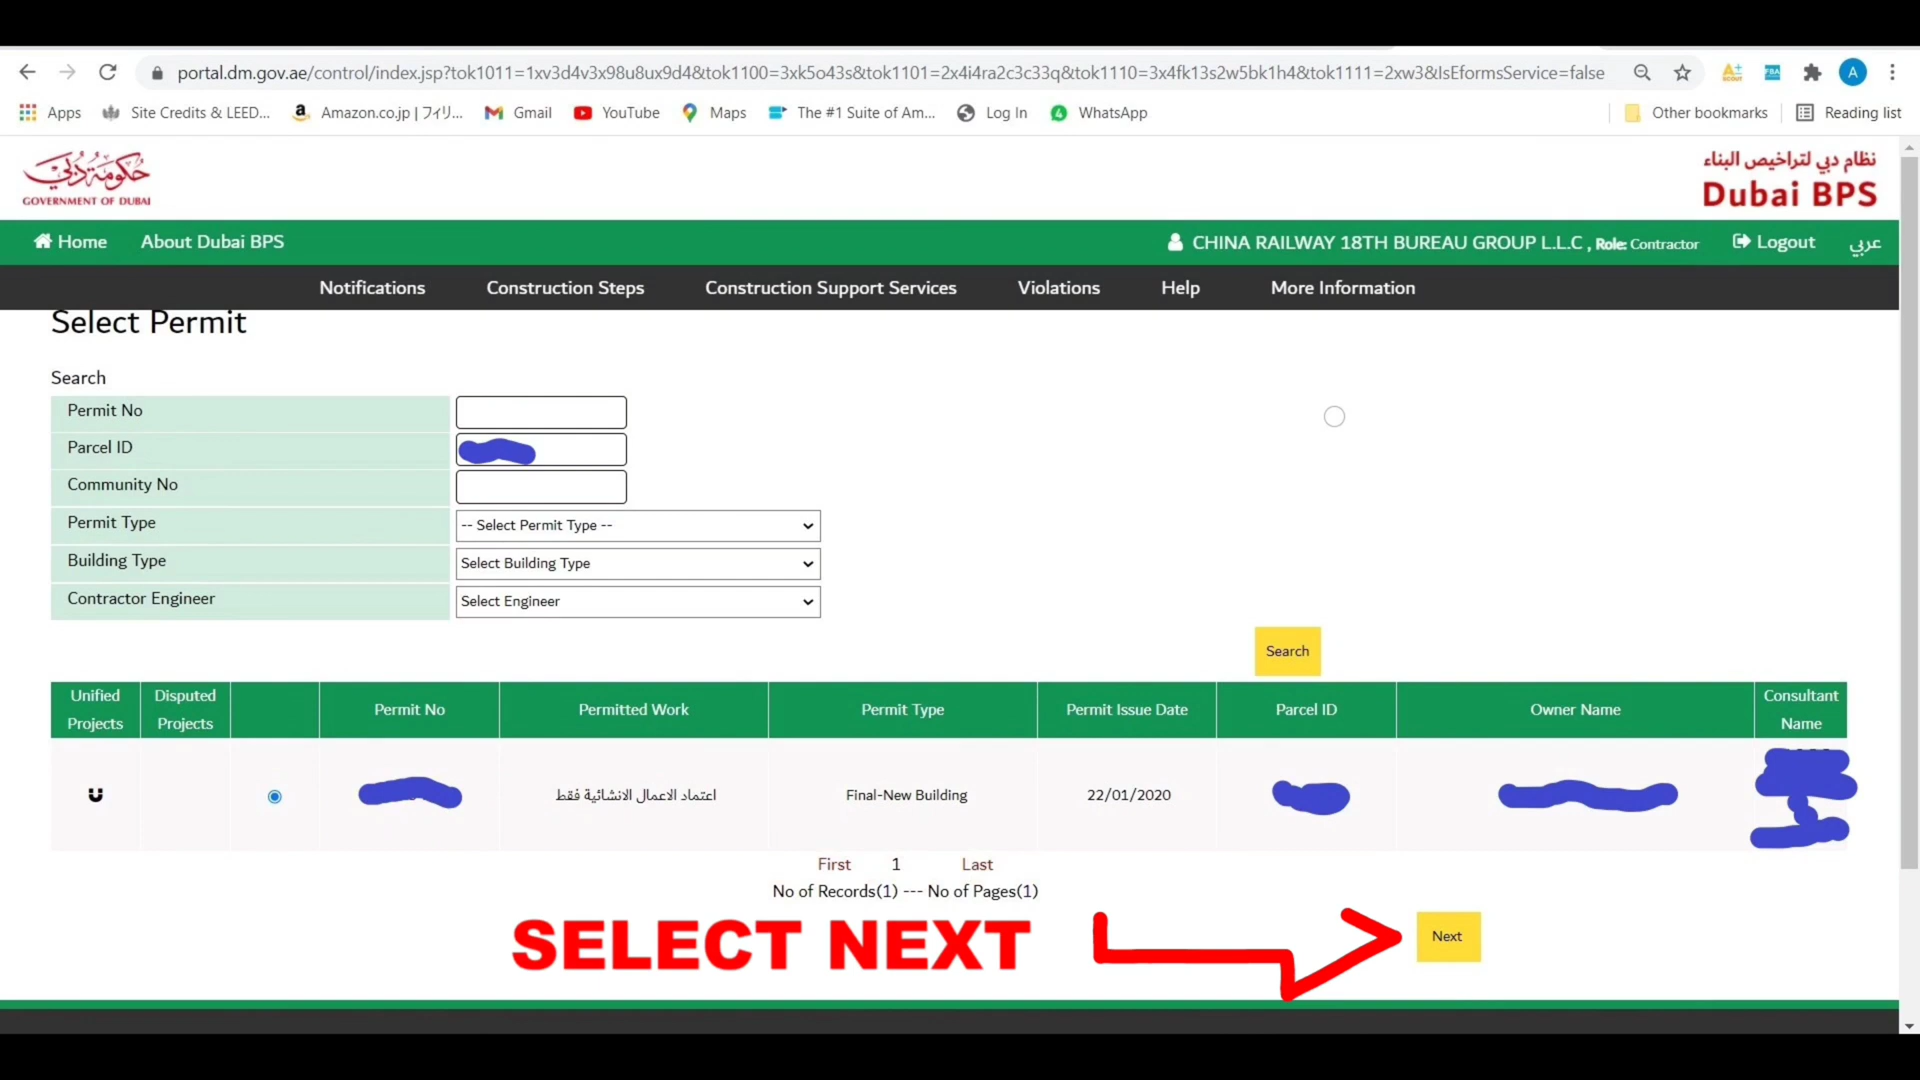 portal.dm.gov.ae/control/index.jsp?tok1011=1xv3d4v3x98u8ux9d4&tok1100=3xk5o43s&tok1101=2x4i4ra2c3c33q&tok1110=3x4fk13s2w5bk1h4&tok1111=2xw3&IsEformsService=false
A
Apps Site Credits & LEED... Amazon.co.jp | フィリ... Gmail YouTube Maps The #1 Suite of Am... Log In WhatsApp Other bookmarks Reading list
حكومة دبي
GOVERNMENT OF DUBAI
نظام دبي لتراخيص البناء
Dubai BPS
Home About Dubai BPS CHINA RAILWAY 18TH BUREAU GROUP L.L.C , Role: Contractor Logout عربي
Notifications Construction Steps Construction Support Services Violations Help More Information
Select Permit
Search
Permit No
Parcel ID
Community No
Permit Type -- Select Permit Type --
Building Type Select Building Type
Contractor Engineer Select Engineer
Search
Unified Projects Disputed Projects Permit No Permitted Work Permit Type Permit Issue Date Parcel ID Owner Name Consultant Name
اعتماد الاعمال الانشائية فقط Final-New Building 22/01/2020
First 1 Last
No of Records(1) --- No of Pages(1)
SELECT NEXT Next